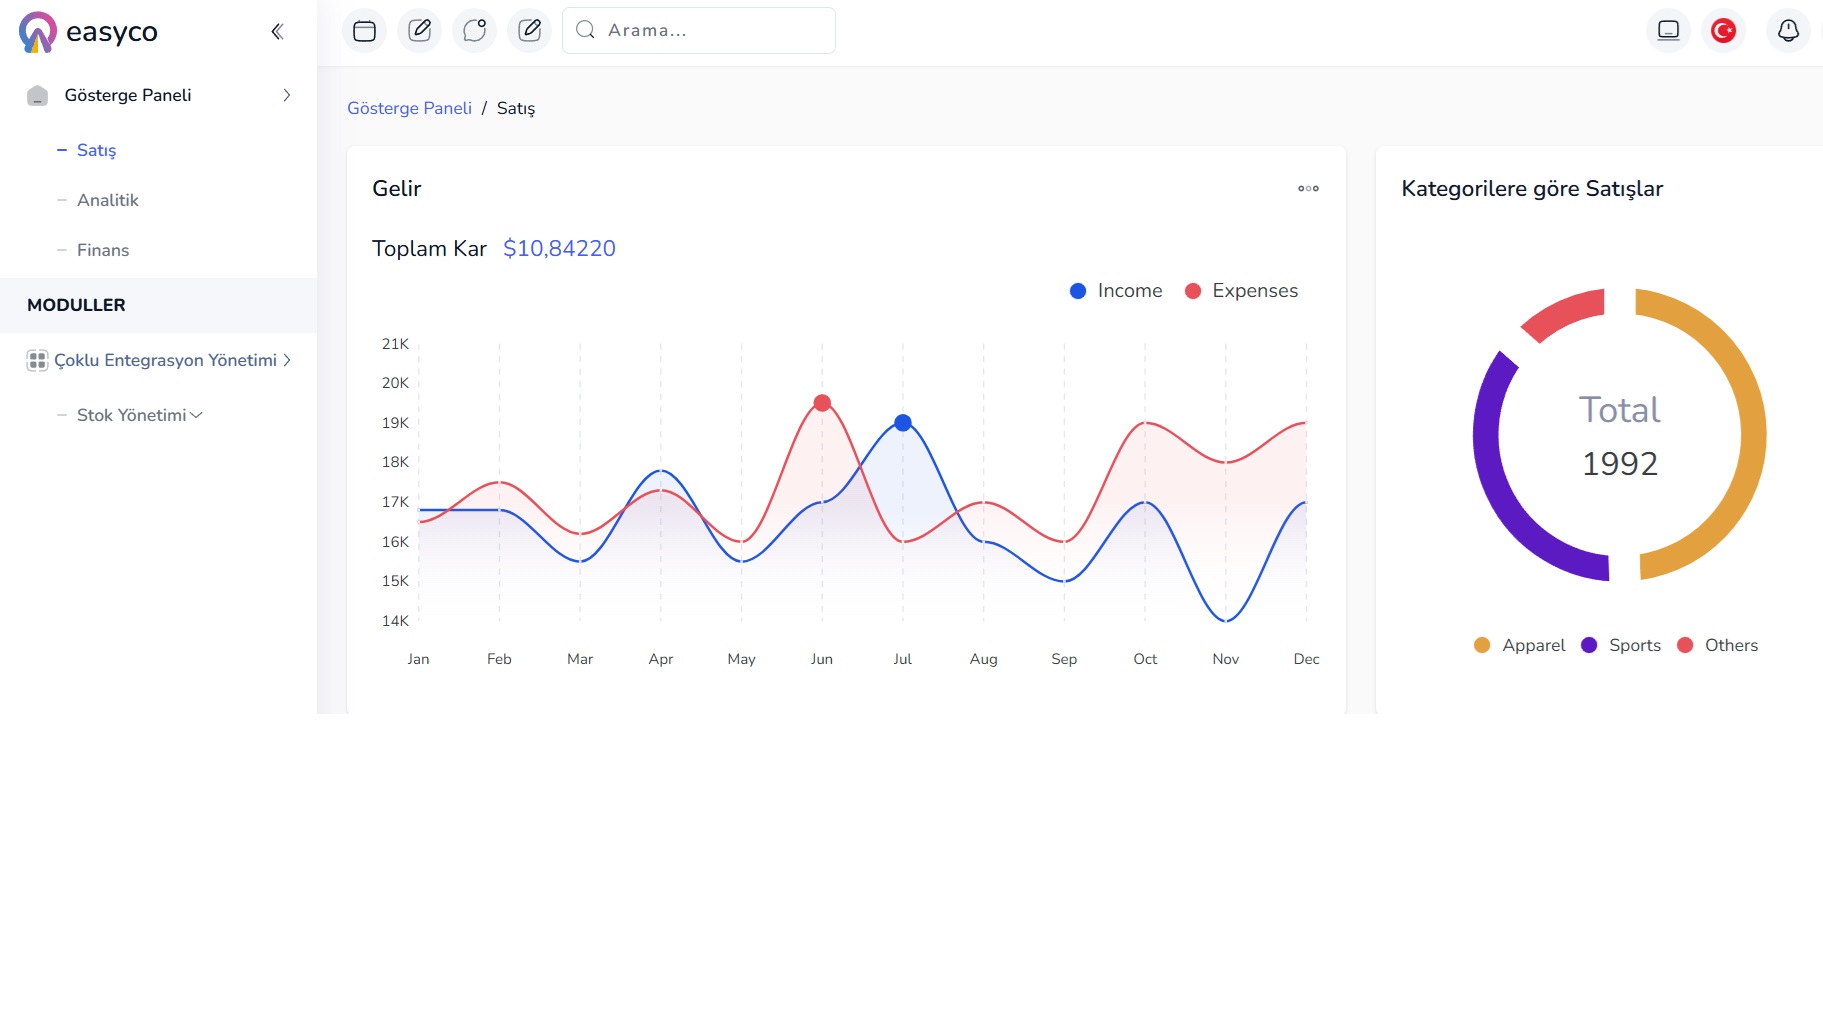 easyco
Arama...
Gösterge Paneli
Satış
Analitik
Finans
MODULLER
Çoklu Entegrasyon Yönetimi
Stok Yönetimi
Gösterge Paneli / Satış
Gelir
Toplam Kar $10,84220
Income Expenses
21K
20K
19K
18K
17K
16K
15K
14K
Jan Feb Mar Apr May Jun Jul Aug Sep Oct Nov Dec
Kategorilere göre Satışlar
Total
1992
Apparel Sports Others